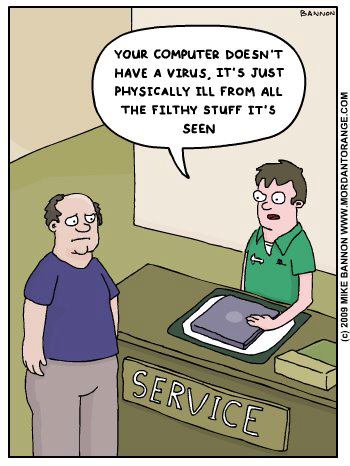 BANNON
YOUR COMPUTER DOESN'T
HAVE A VIRUS, IT'S JUST
PHYSICALLY ILL FROM ALL
THE FILTHY STUFF IT'S
SEEN
SERVICE
(c) 2009 MIKE BANNON WWW.MORDANTORANGE.COM